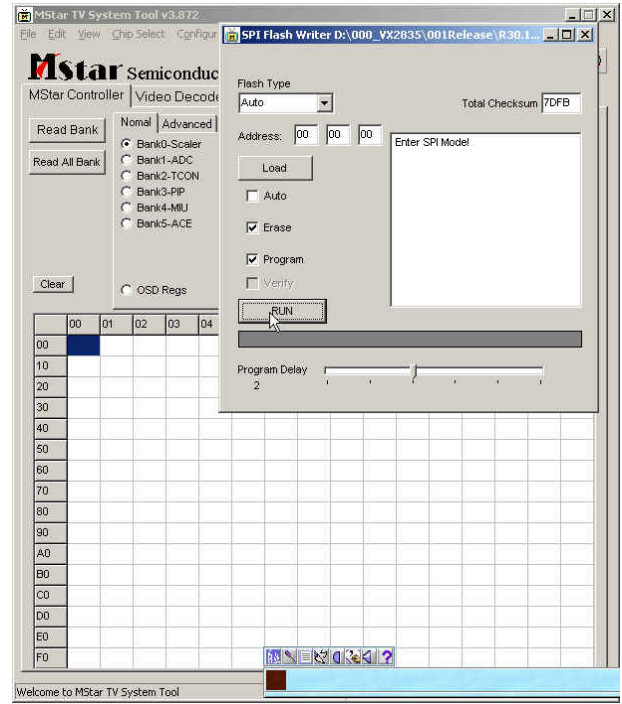 MStar TV System Tool v3.872
File Edit View Chip Select Configur
SPI Flash Writer D:\000_VX2835\001Release\R30.1...
Mstar Semiconduc
MStar Controller Video Decode
Read Bank
Read All Bank
Nomal Advanced
Bank0-Scaler
Bank1-ADC
Bank2-TCON
Bank3-PIP
Bank4-MIU
Bank5-ACE
Clear
OSD Regs
Flash Type
Auto
Total Checksum 7DFB
Address: 00 00 00
Enter SPI Mode!
Load
Auto
Erase
Program
Verify
RUN
Program Delay
2
00 01 02 03 04
00
10
20
30
40
50
60
70
80
90
A0
B0
C0
D0
E0
F0
Welcome to MStar TV System Tool